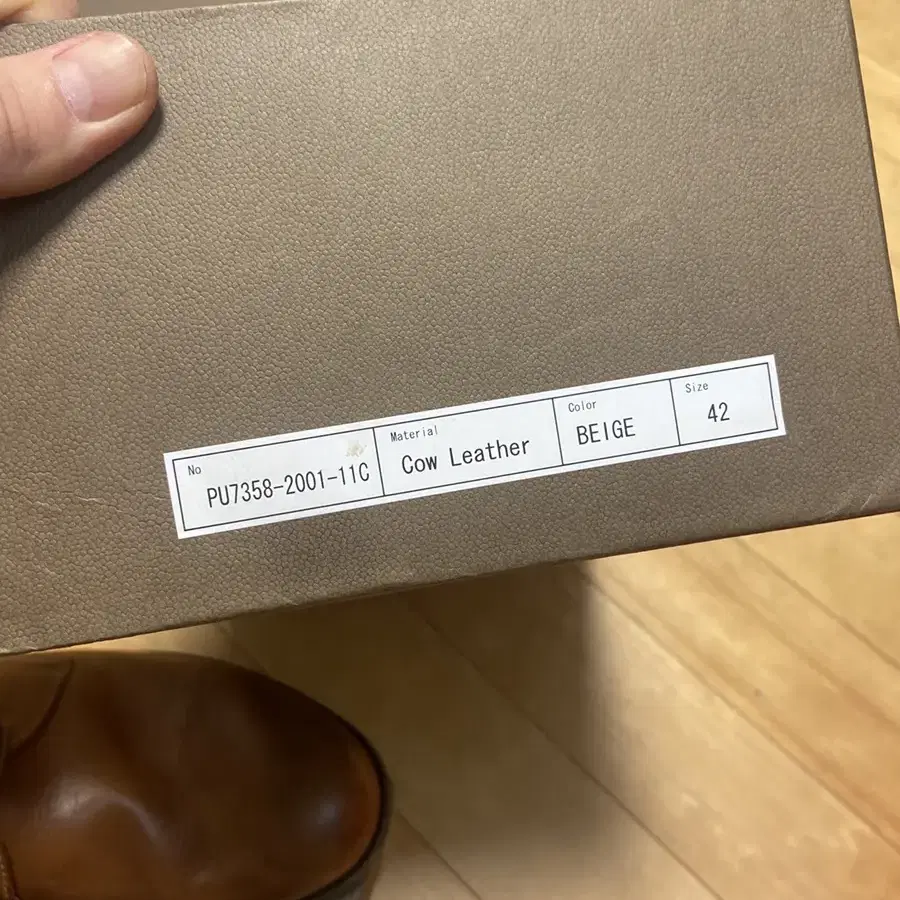 No
PU7358-2001-11C
Material
Cow Leather
Color
BEIGE
Size
42